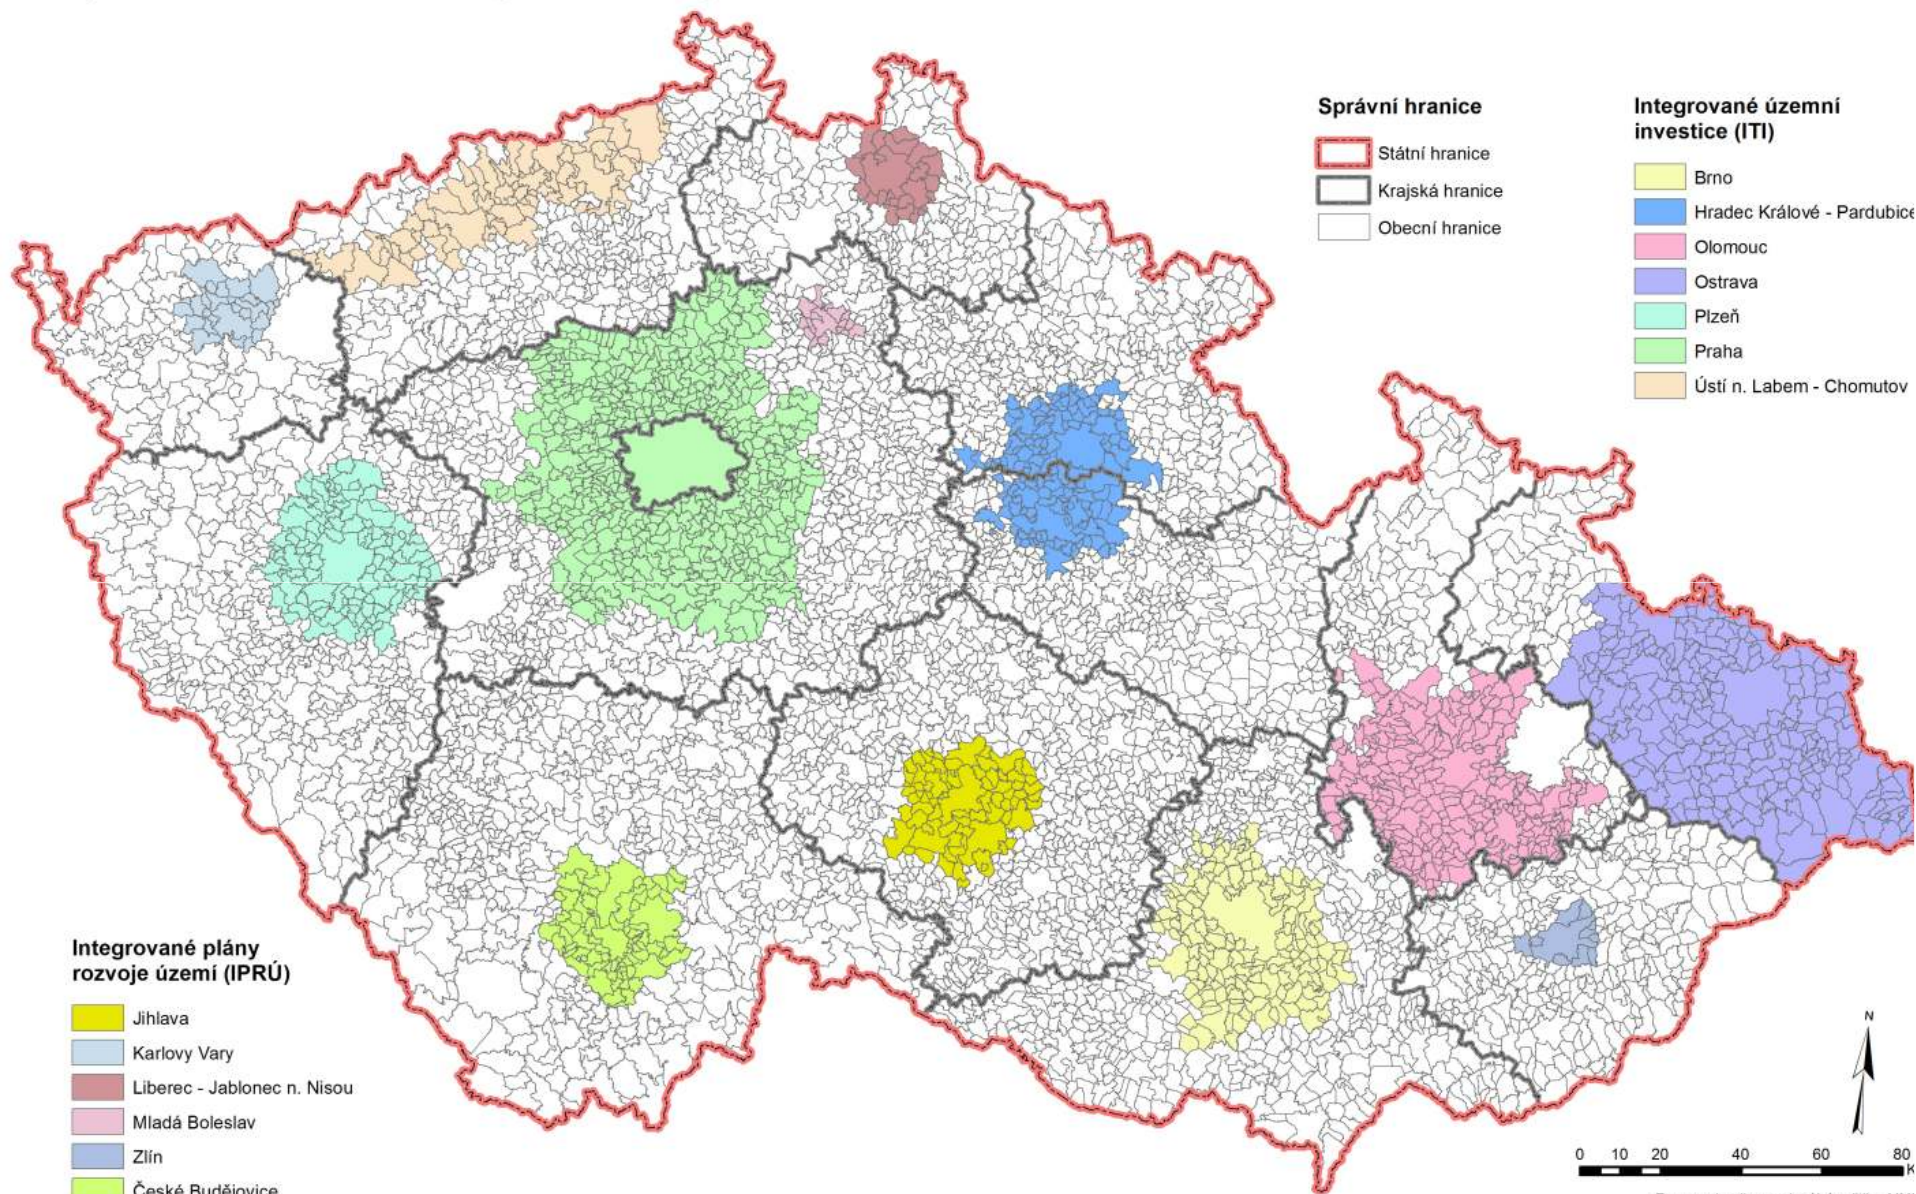 Správní hranice
Státní hranice
Krajská hranice
Obecní hranice
Integrované územní
investice (ITI)
Brno
Hradec Králové - Pardubice
Olomouc
Ostrava
Plzeň
Praha
Ústí n. Labem - Chomutov
Integrované plány
rozvoje území (IPRÚ)
Jihlava
Karlovy Vary
Liberec - Jablonec n. Nisou
Mladá Boleslav
Zlín
České Budějovice
N
0 10 20 40 60 80
K